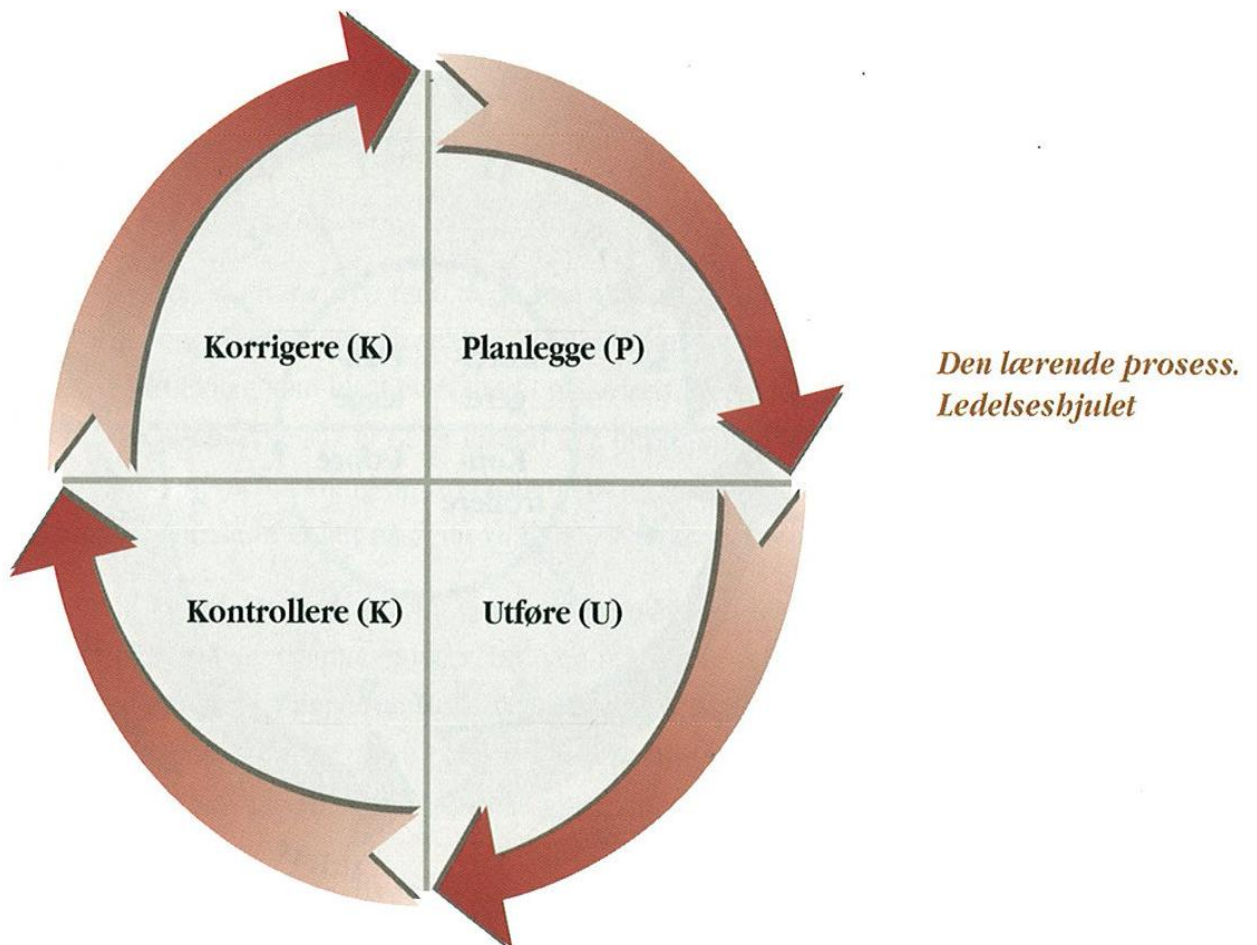 Korrigere (K)
Planlegge (P)
Kontrollere (K)
Utføre (U)
Den lærende prosess.
Ledelseshjulet